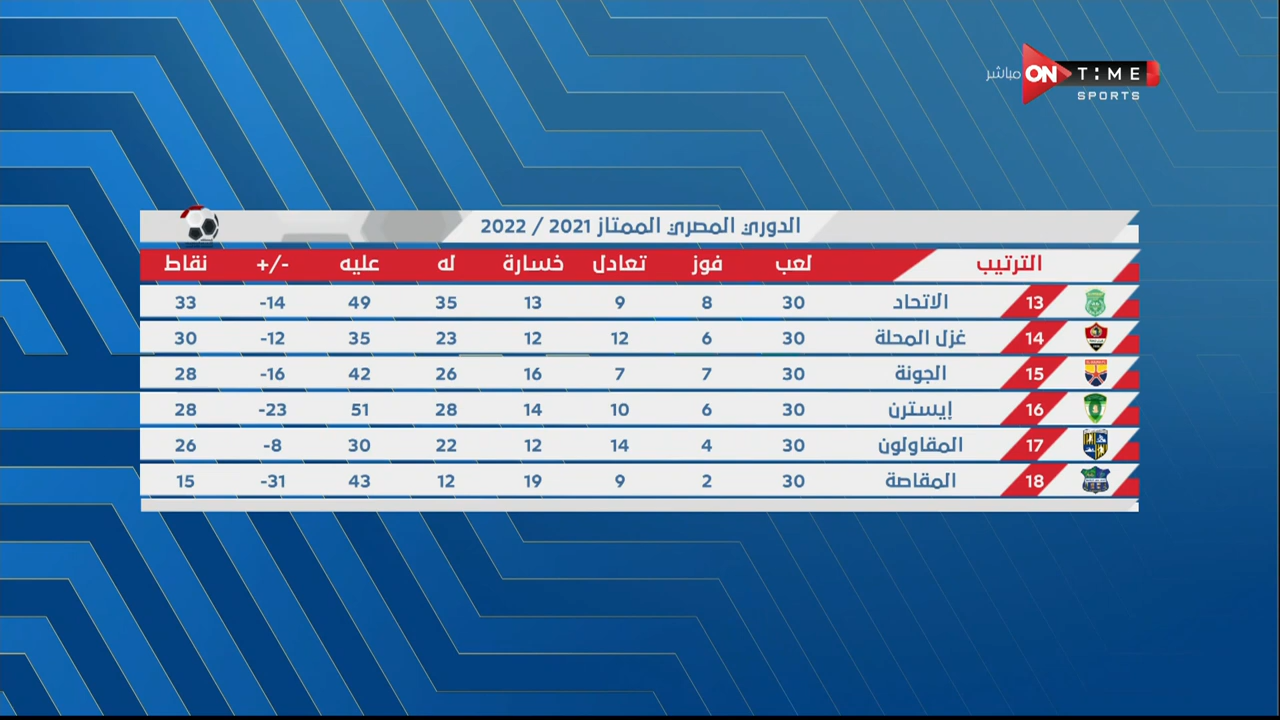 مباشر ON TIME
SPORTS
الدوري المصري الممتاز 2021 / 2022
الترتيب لعب فوز تعادل خسارة له عليه -/+ نقاط
13 الاتحاد 30 8 9 13 35 49 -14 33
14 غزل المحلة 30 6 12 12 23 35 -12 30
15 الجونة 30 7 7 16 26 42 -16 28
16 إيسترن 30 6 10 14 28 51 -23 28
17 المقاولون 30 4 14 12 22 30 -8 26
18 المقاصة 30 2 9 19 12 43 -31 15